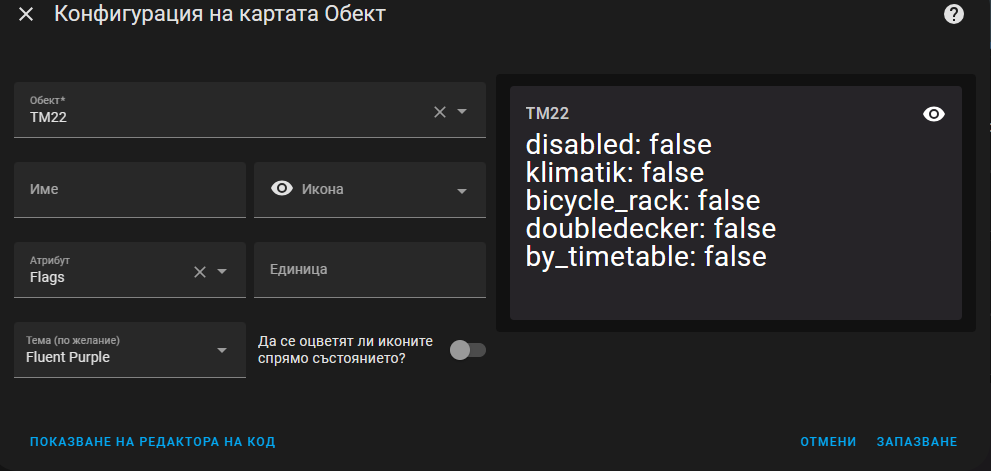 Конфигурация на картата Обект
Обект*
TM22
Име
Икона
Атрибут
Flags
Единица
Тема (по желание)
Fluent Purple
Да се оцветят ли иконите
спрямо състоянието?
TM22
disabled: false
klimatik: false
bicycle_rack: false
doubledecker: false
by_timetable: false
ПОКАЗВАНЕ НА РЕДАКТОРА НА КОД
ОТМЕНИ
ЗАПАЗВАНЕ